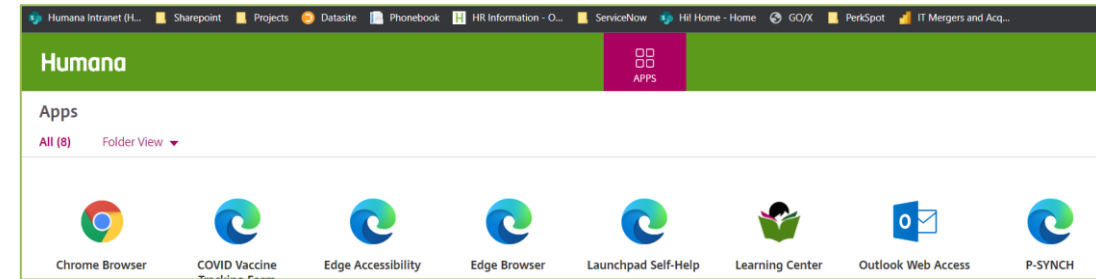 Humana Intranet (H... Sharepoint Projects Datasite Phonebook HR Information - O... ServiceNow Hi! Home - Home GO/X PerkSpot IT Mergers and Acq...
Humana
APPS
Apps
All (8) Folder View
Chrome Browser COVID Vaccine Edge Accessibility Edge Browser Launchpad Self-Help Learning Center Outlook Web Access P-SYNCH
Tracking Form